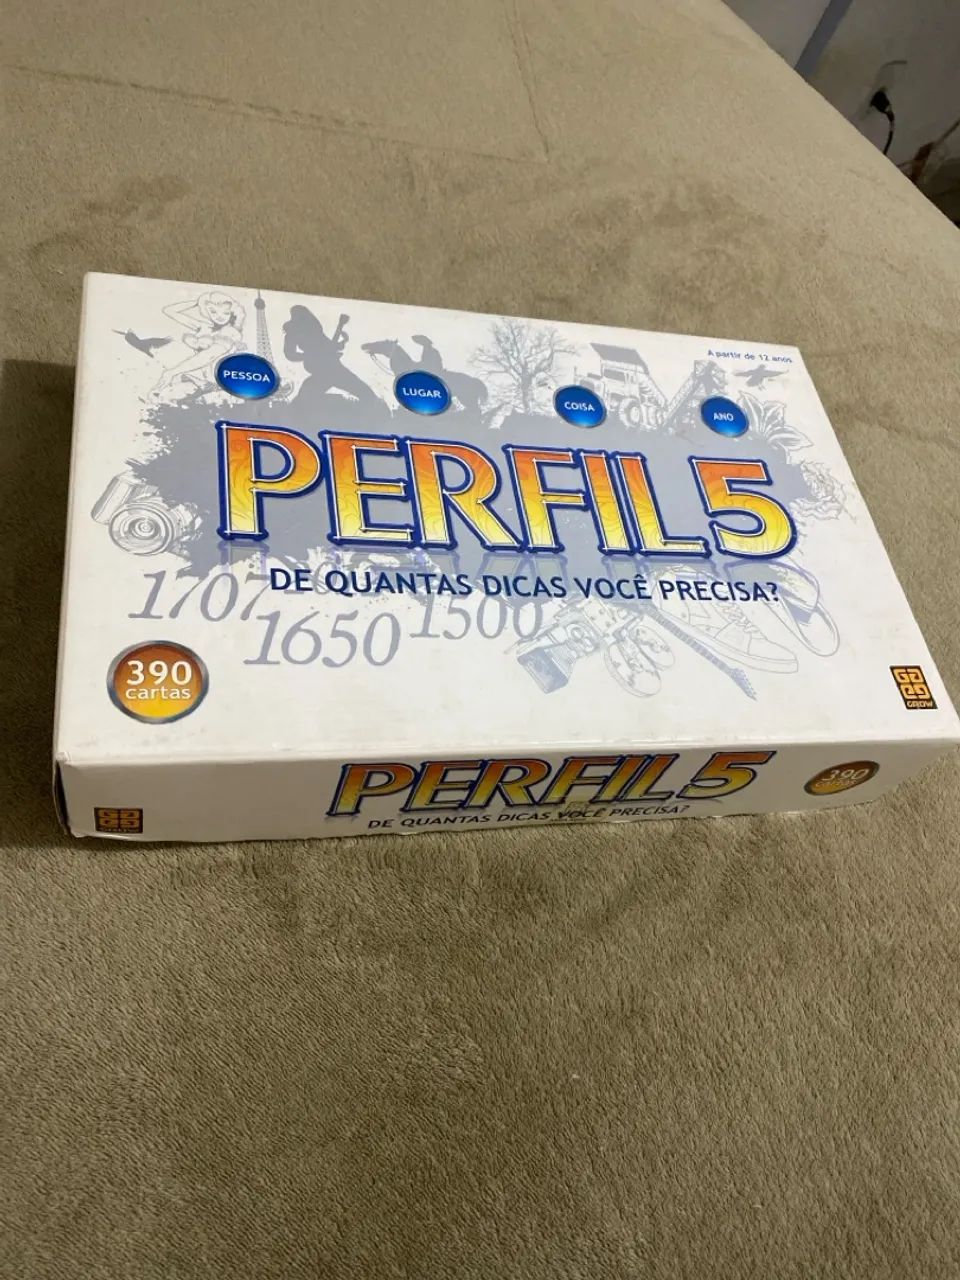 A partir de 12 anos
PESSOA
LUGAR
COISA
ANO
PERFIL 5
DE QUANTAS DICAS VOCÊ PRECISA?
1707
1650
1500
390
cartas
GROW
PERFIL 5
DE QUANTAS DICAS VOCÊ PRECISA?
390
cartas